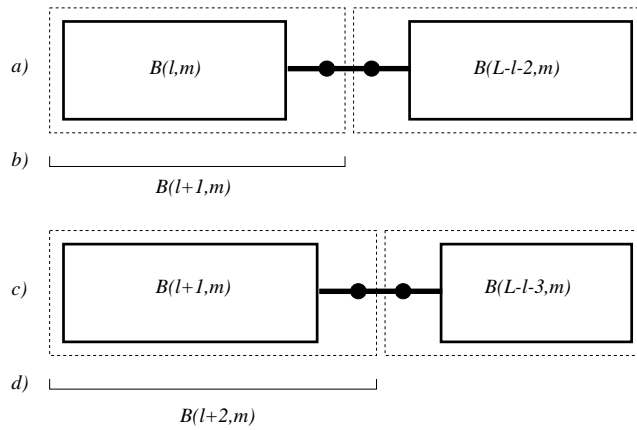 a) B(l,m) B(L-l-2,m)
b)
B(l+1,m)
c) B(l+1,m) B(L-l-3,m)
d)
B(l+2,m)